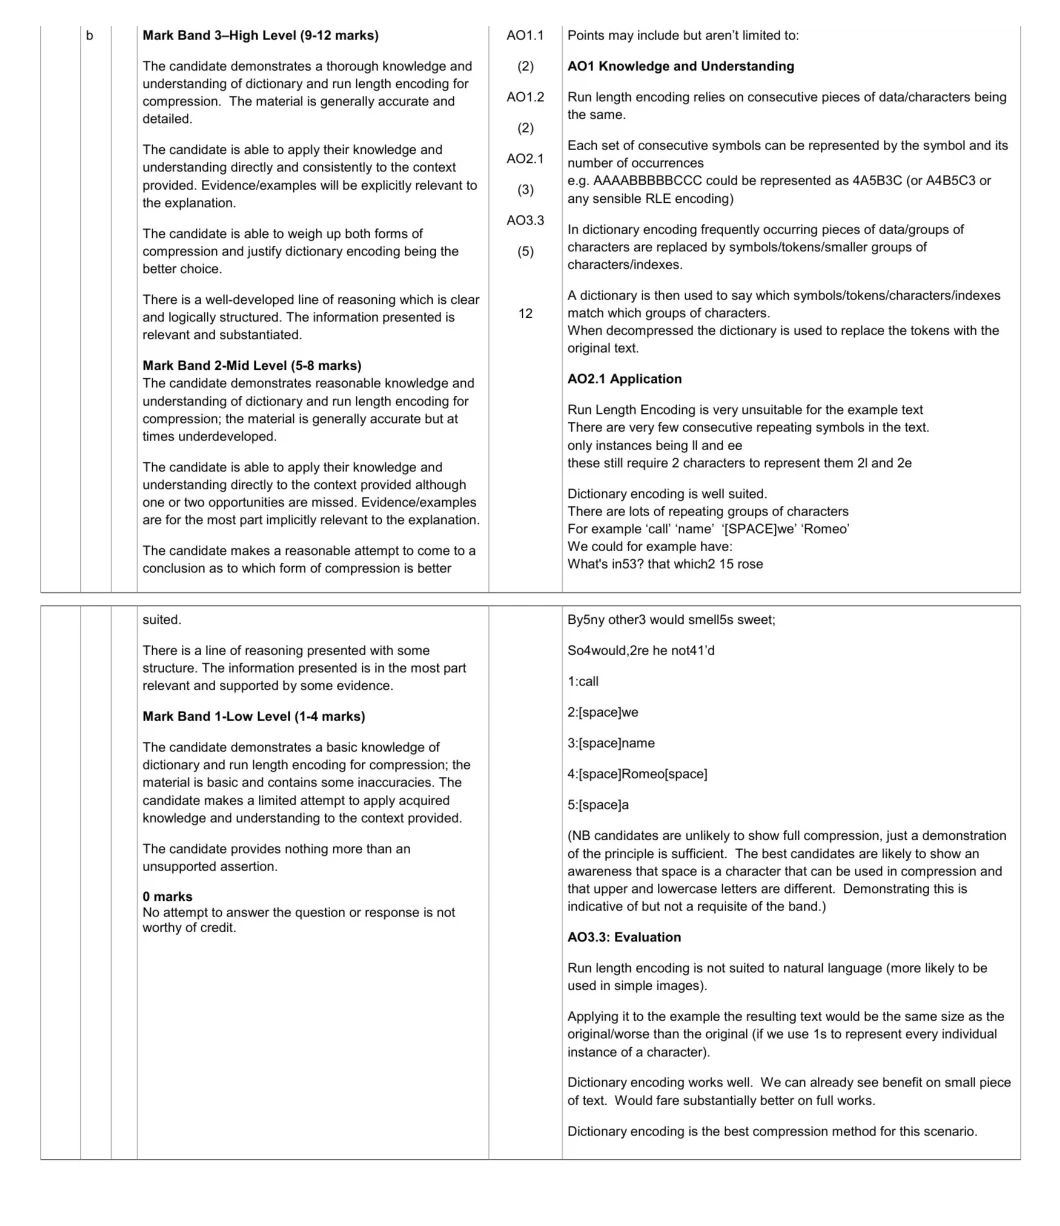 b
Mark Band 3–High Level (9-12 marks)
The candidate demonstrates a thorough knowledge and
understanding of dictionary and run length encoding for
compression.  The material is generally accurate and
detailed.
The candidate is able to apply their knowledge and
understanding directly and consistently to the context
provided. Evidence/examples will be explicitly relevant to
the explanation.
The candidate is able to weigh up both forms of
compression and justify dictionary encoding being the
better choice.
There is a well-developed line of reasoning which is clear
and logically structured. The information presented is
relevant and substantiated.
Mark Band 2-Mid Level (5-8 marks)
The candidate demonstrates reasonable knowledge and
understanding of dictionary and run length encoding for
compression; the material is generally accurate but at
times underdeveloped.
The candidate is able to apply their knowledge and
understanding directly to the context provided although
one or two opportunities are missed. Evidence/examples
are for the most part implicitly relevant to the explanation.
The candidate makes a reasonable attempt to come to a
conclusion as to which form of compression is better
AO1.1
(2)
AO1.2
(2)
AO2.1
(3)
AO3.3
(5)
12
Points may include but aren't limited to:
AO1 Knowledge and Understanding
Run length encoding relies on consecutive pieces of data/characters being
the same.
Each set of consecutive symbols can be represented by the symbol and its
number of occurrences
e.g. AAAABBBBBCCC could be represented as 4A5B3C (or A4B5C3 or
any sensible RLE encoding)
In dictionary encoding frequently occurring pieces of data/groups of
characters are replaced by symbols/tokens/smaller groups of
characters/indexes.
A dictionary is then used to say which symbols/tokens/characters/indexes
match which groups of characters.
When decompressed the dictionary is used to replace the tokens with the
original text.
AO2.1 Application
Run Length Encoding is very unsuitable for the example text
There are very few consecutive repeating symbols in the text.
only instances being ll and ee
these still require 2 characters to represent them 2l and 2e
Dictionary encoding is well suited.
There are lots of repeating groups of characters
For example ‘call’ ‘name’  ‘[SPACE]we’ ‘Romeo’
We could for example have:
What's in53? that which2 15 rose
suited.
There is a line of reasoning presented with some
structure. The information presented is in the most part
relevant and supported by some evidence.
Mark Band 1-Low Level (1-4 marks)
The candidate demonstrates a basic knowledge of
dictionary and run length encoding for compression; the
material is basic and contains some inaccuracies. The
candidate makes a limited attempt to apply acquired
knowledge and understanding to the context provided.
The candidate provides nothing more than an
unsupported assertion.
0 marks
No attempt to answer the question or response is not
worthy of credit.
By5ny other3 would smell5s sweet;
So4would,2re he not41’d
1:call
2:[space]we
3:[space]name
4:[space]Romeo[space]
5:[space]a
(NB candidates are unlikely to show full compression, just a demonstration
of the principle is sufficient.  The best candidates are likely to show an
awareness that space is a character that can be used in compression and
that upper and lowercase letters are different.  Demonstrating this is
indicative of but not a requisite of the band.)
AO3.3: Evaluation
Run length encoding is not suited to natural language (more likely to be
used in simple images).
Applying it to the example the resulting text would be the same size as the
original/worse than the original (if we use 1s to represent every individual
instance of a character).
Dictionary encoding works well.  We can already see benefit on small piece
of text.  Would fare substantially better on full works.
Dictionary encoding is the best compression method for this scenario.